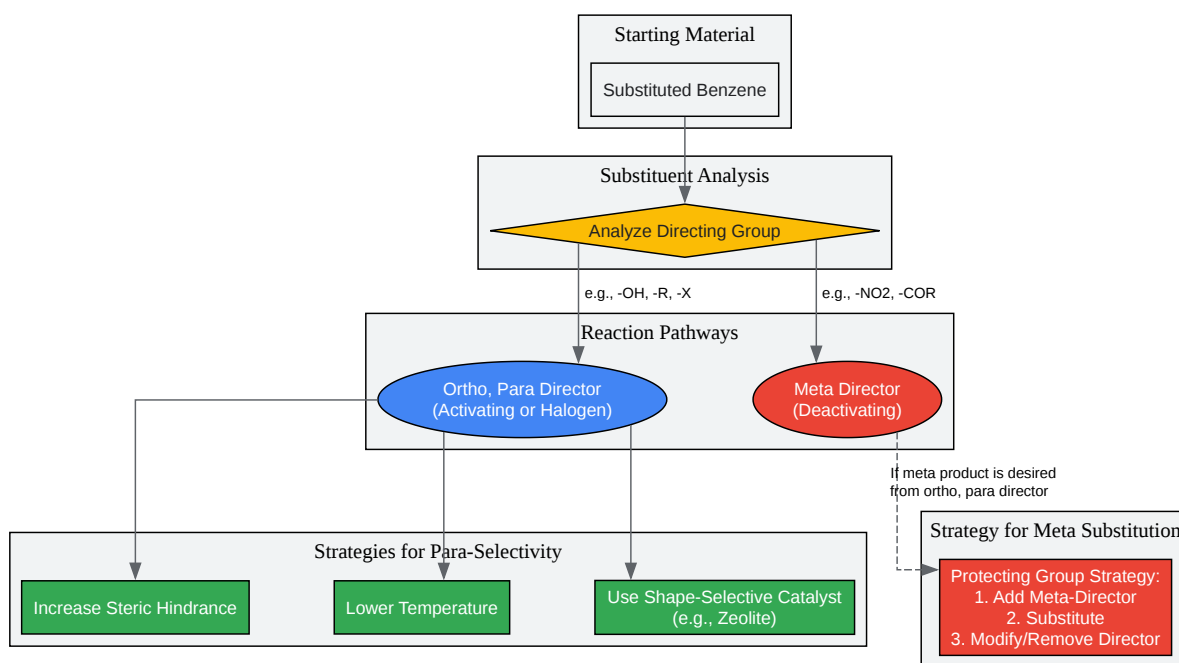 Starting Material
Substituted Benzene
Substituent Analysis
Analyze Directing Group
e.g., -OH, -R, -X
e.g., -NO2, -COR
Reaction Pathways
Ortho, Para Director
(Activating or Halogen)
Meta Director
(Deactivating)
If meta product is desired
from ortho, para director
Strategies for Para-Selectivity
Increase Steric Hindrance
Lower Temperature
Use Shape-Selective Catalyst
(e.g., Zeolite)
Strategy for Meta Substitution
Protecting Group Strategy:
1. Add Meta-Director
2. Substitute
3. Modify/Remove Director